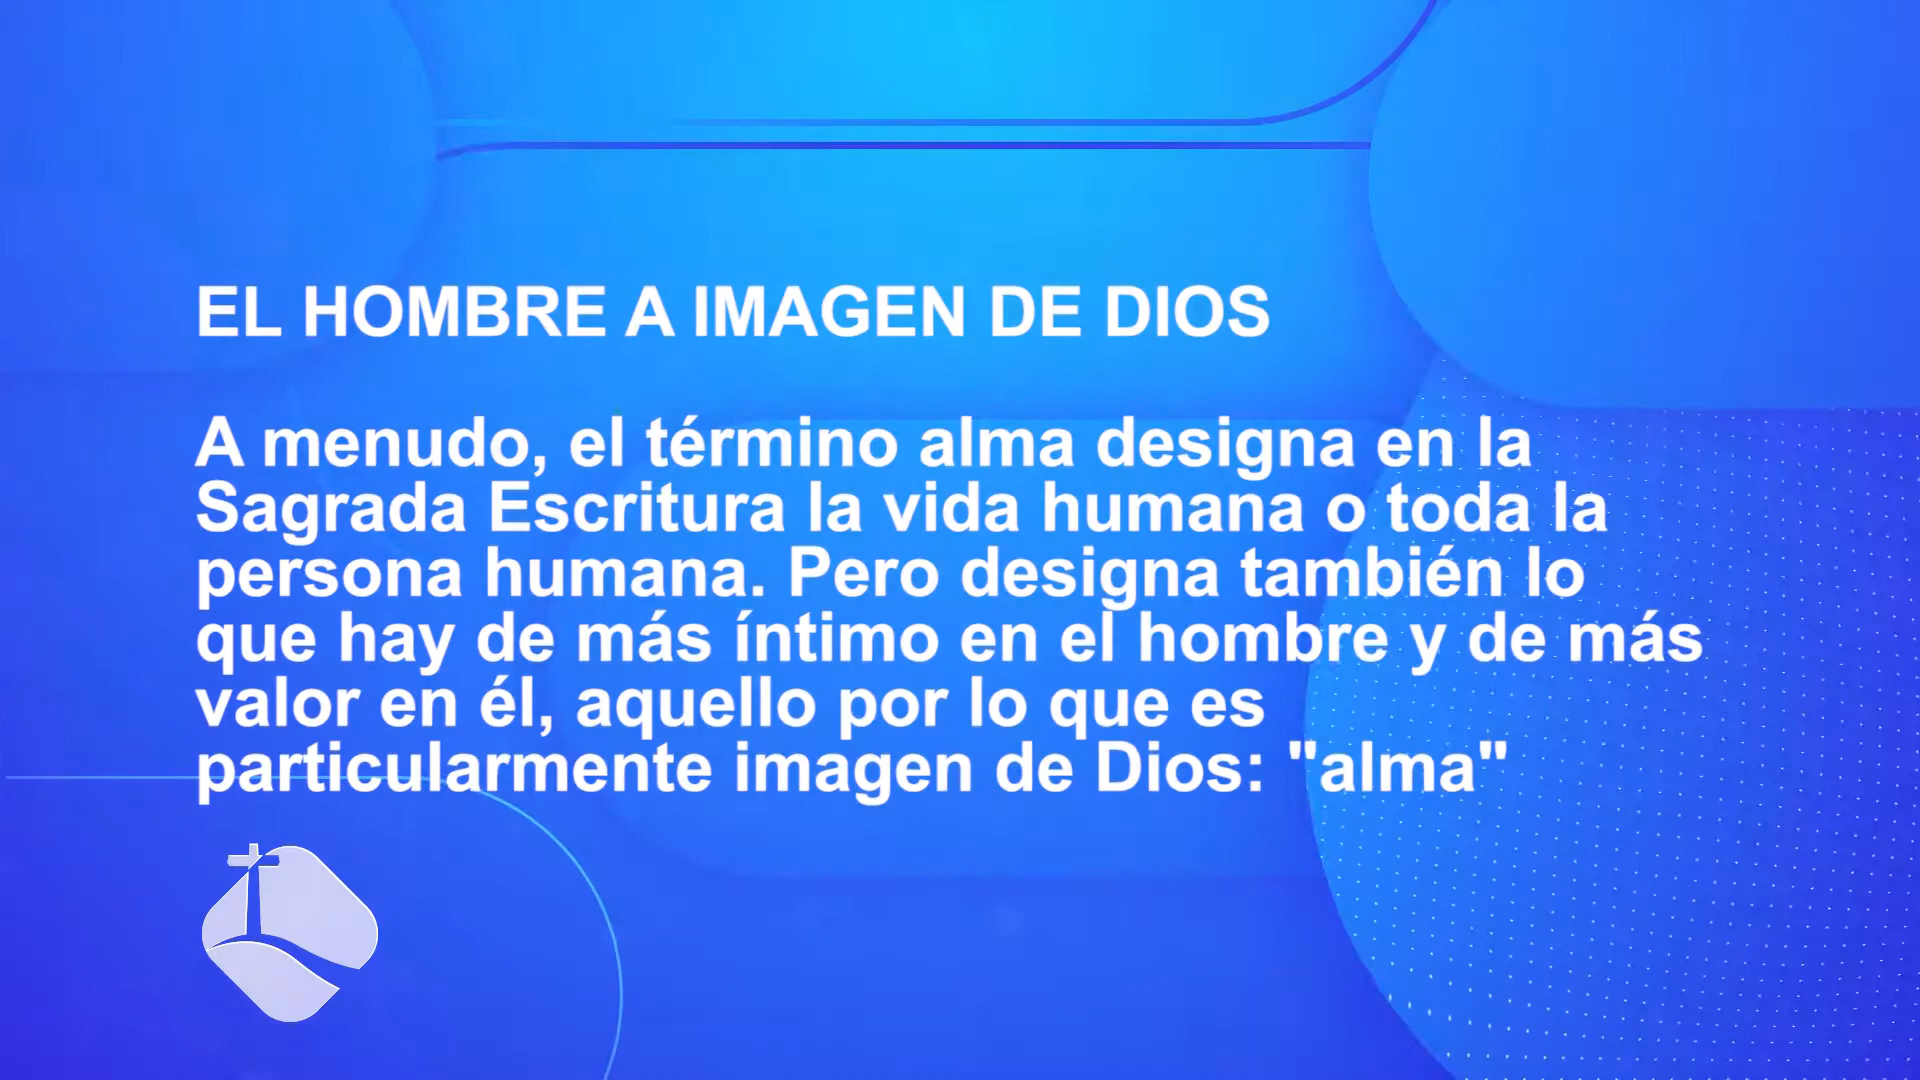 EL HOMBRE A IMAGEN DE DIOS
A menudo, el término alma designa en la
Sagrada Escritura la vida humana o toda la
persona humana. Pero designa también lo
que hay de más íntimo en el hombre y de más
valor en él, aquello por lo que es
particularmente imagen de Dios: "alma"